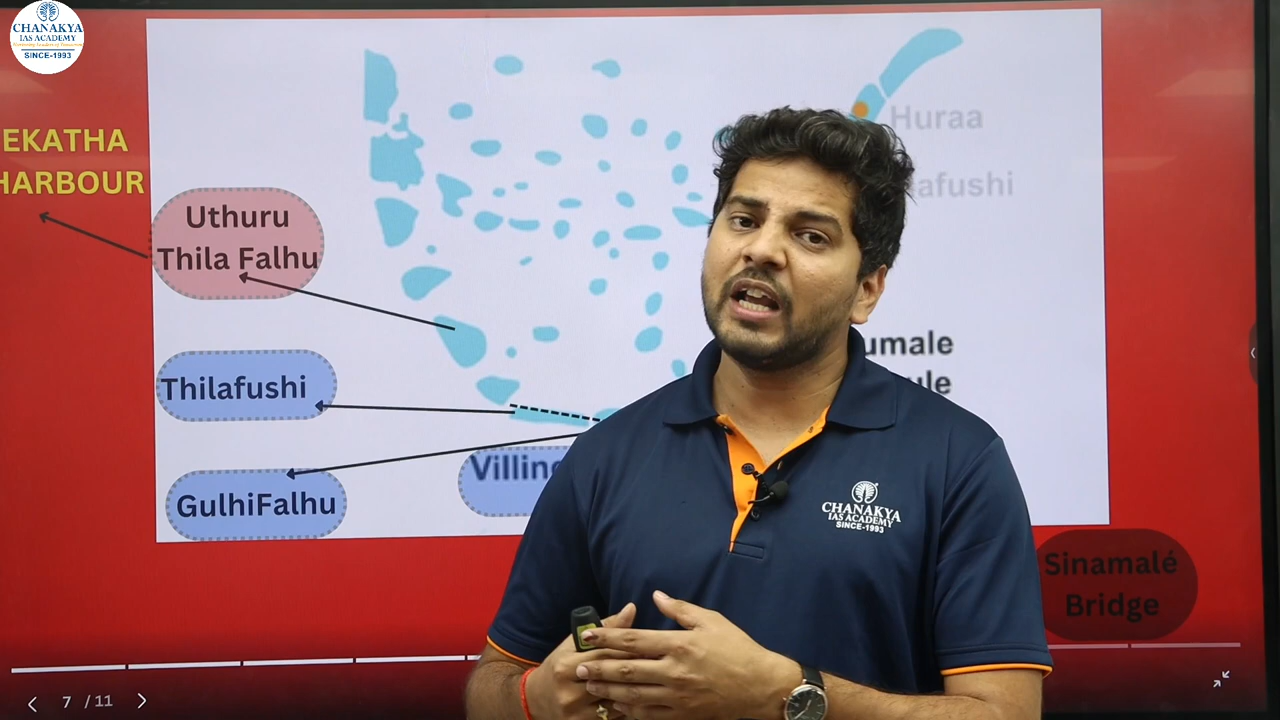 CHANAKYA
IAS ACADEMY
SINCE-1993
EKATHA
HARBOUR
Uthuru
Thila Falhu
Thilafushi
GulhiFalhu
Huraa
Sinamalé
Bridge
CHANAKYA
IAS ACADEMY
SINCE-1993
7 / 11